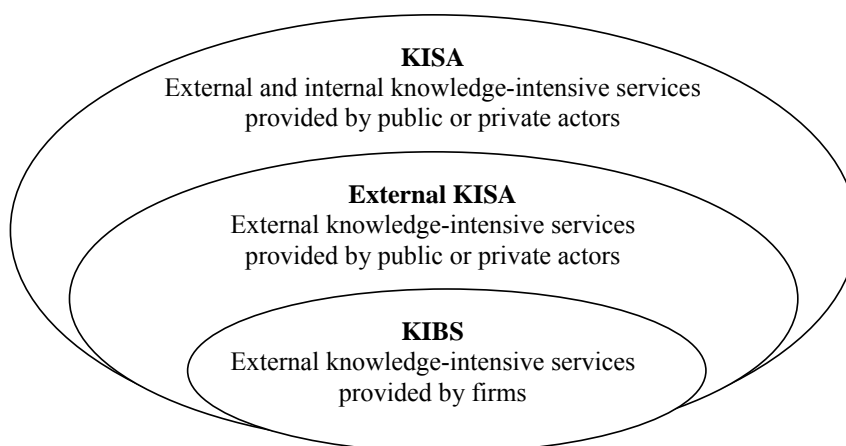 KISA
External and internal knowledge-intensive services
provided by public or private actors
External KISA
External knowledge-intensive services
provided by public or private actors
KIBS
External knowledge-intensive services
provided by firms